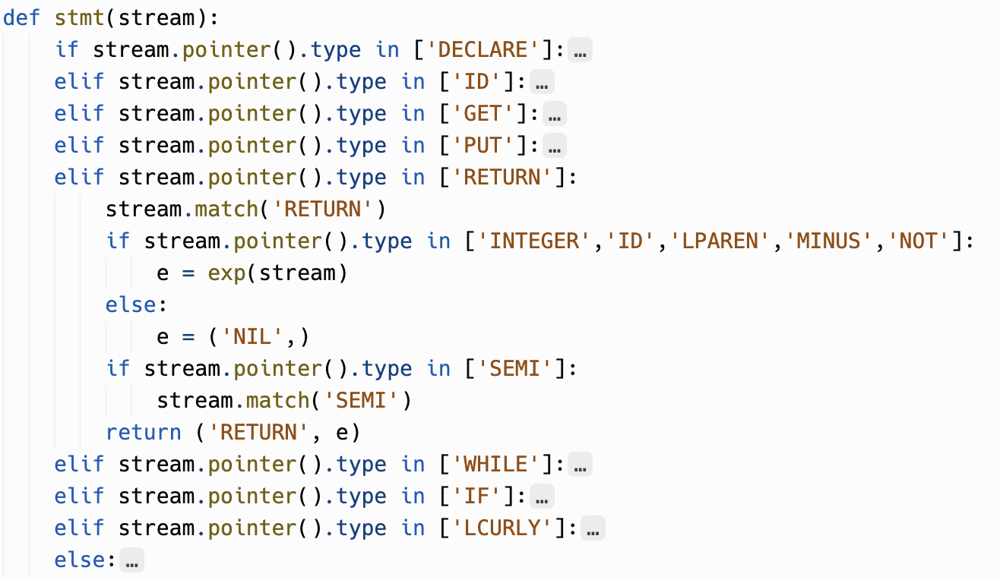 def stmt(stream):
    if stream.pointer().type in ['DECLARE']:…
    elif stream.pointer().type in ['ID']:…
    elif stream.pointer().type in ['GET']:…
    elif stream.pointer().type in ['PUT']:…
    elif stream.pointer().type in ['RETURN']:
        stream.match('RETURN')
        if stream.pointer().type in ['INTEGER','ID','LPAREN','MINUS','NOT']:
            e = exp(stream)
        else:
            e = ('NIL',)
        if stream.pointer().type in ['SEMI']:
            stream.match('SEMI')
        return ('RETURN', e)
    elif stream.pointer().type in ['WHILE']:…
    elif stream.pointer().type in ['IF']:…
    elif stream.pointer().type in ['LCURLY']:…
    else:…